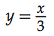 y = x/3